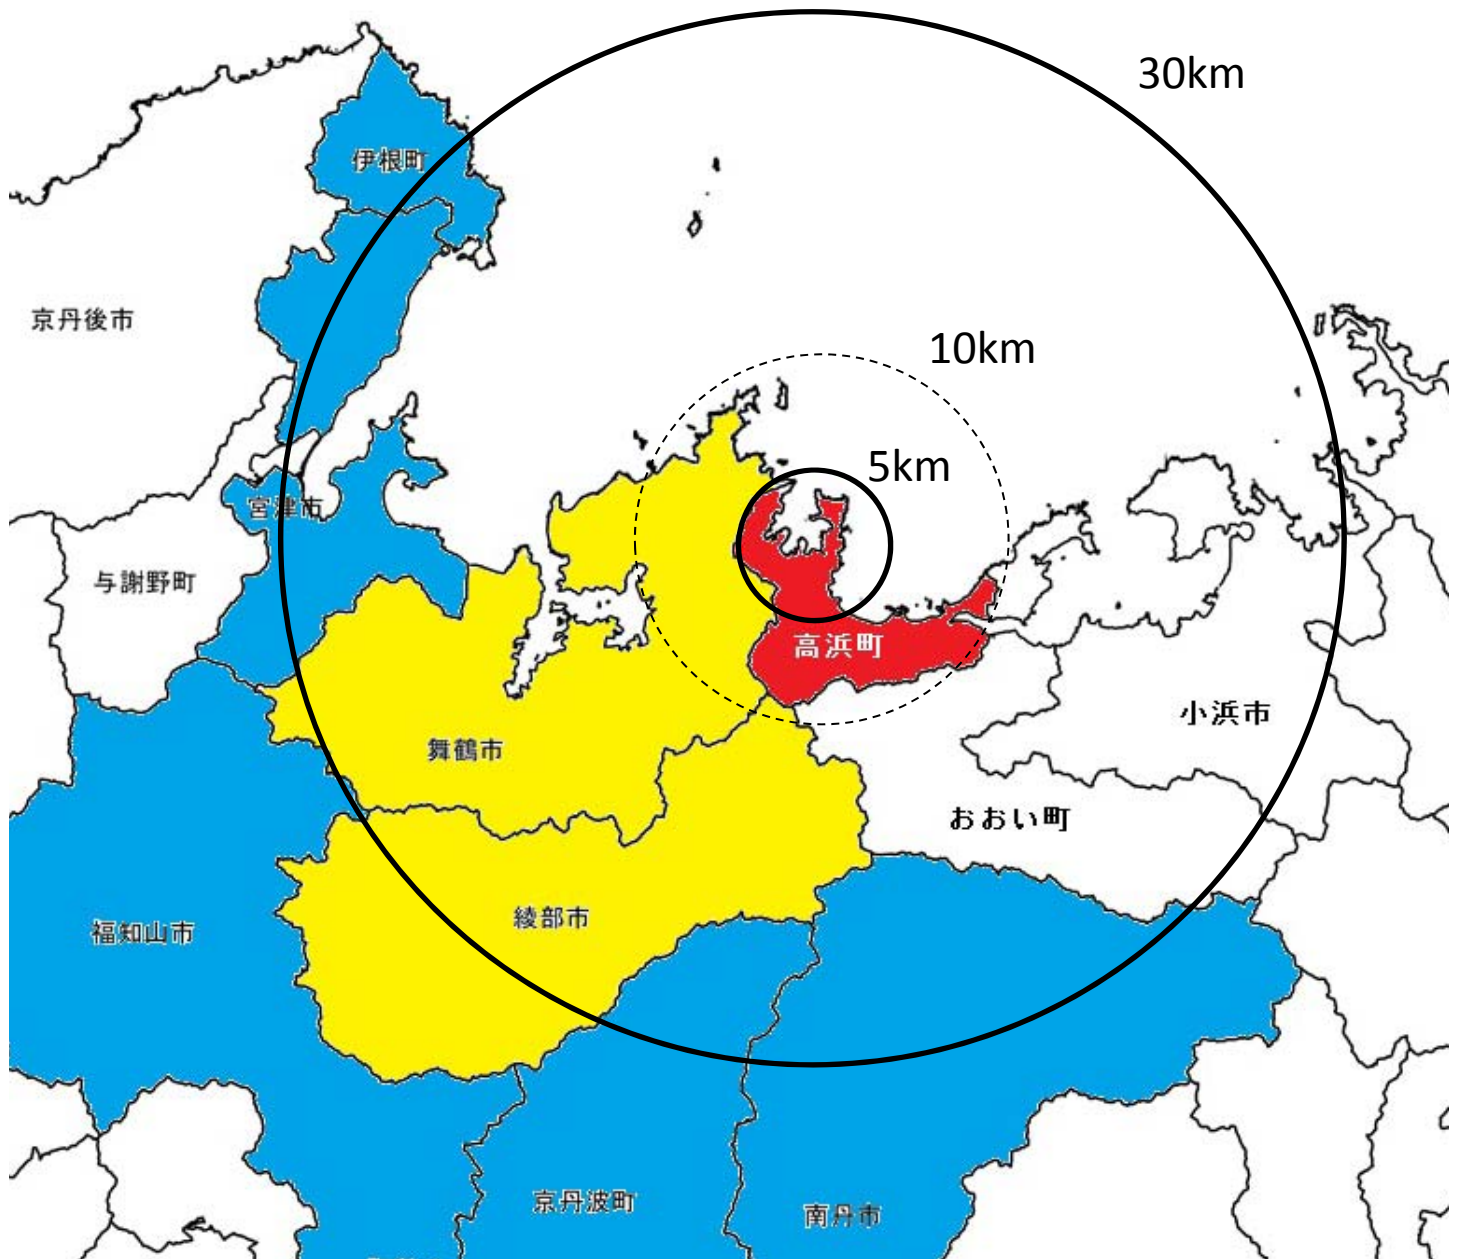 30km
伊根町
京丹後市
10km
5km
宮津市
与謝野町
高浜町
小浜市
舞鶴市
おおい町
綾部市
福知山市
京丹波町
南丹市